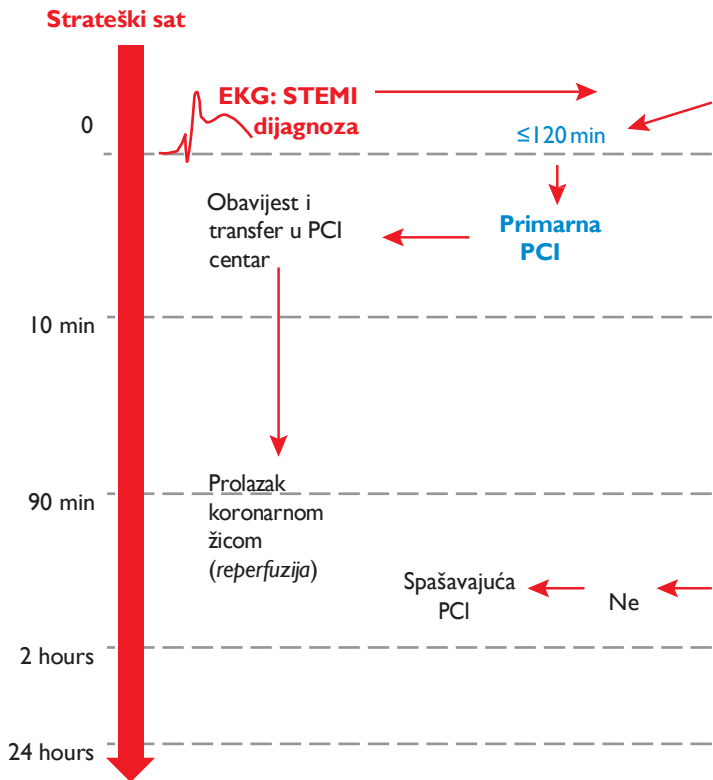 Strateški sat
EKG: STEMI
dijagnoza
0
≤120 min
Obavijest i
transfer u PCI
centar
Primarna
PCI
10 min
Prolazak
koronarnom
žicom
(reperfuzija)
90 min
Spašavajuća
PCI
Ne
2 hours
24 hours